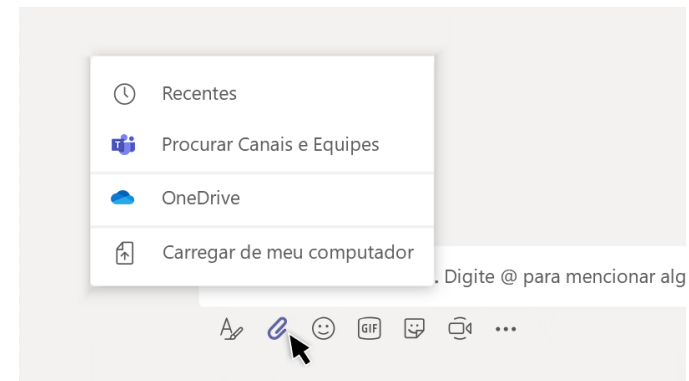 Recentes
Procurar Canais e Equipes
OneDrive
Carregar de meu computador
. Digite @ para mencionar alg
GIF